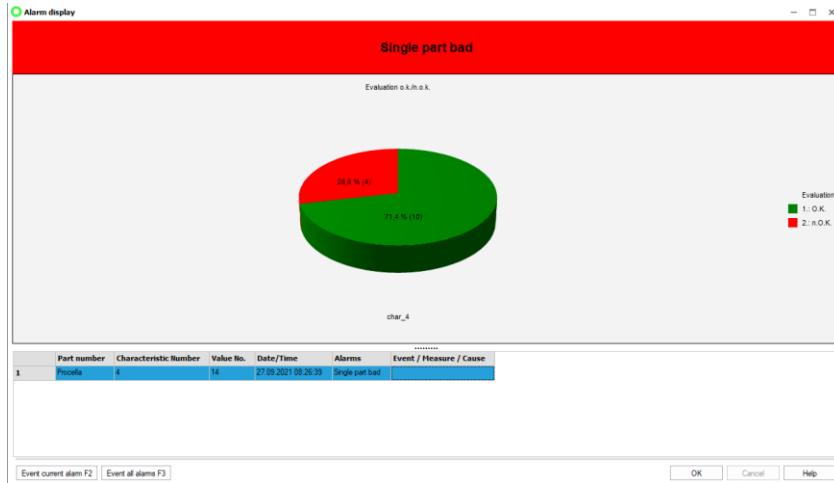 Alarm display
Single part bad
Evaluation o.k./n.o.k.
28,6 % (4)
71,4 % (10)
Evaluation
1.: O.K.
2.: n.O.K.
char_4
Part number Characteristic Number Value No. Date/Time Alarms Event / Measure / Cause
1 Procella 4 14 27.09.2021 08:26:39 Single part bad
Event current alarm F2 Event all alarms F3 OK Cancel Help